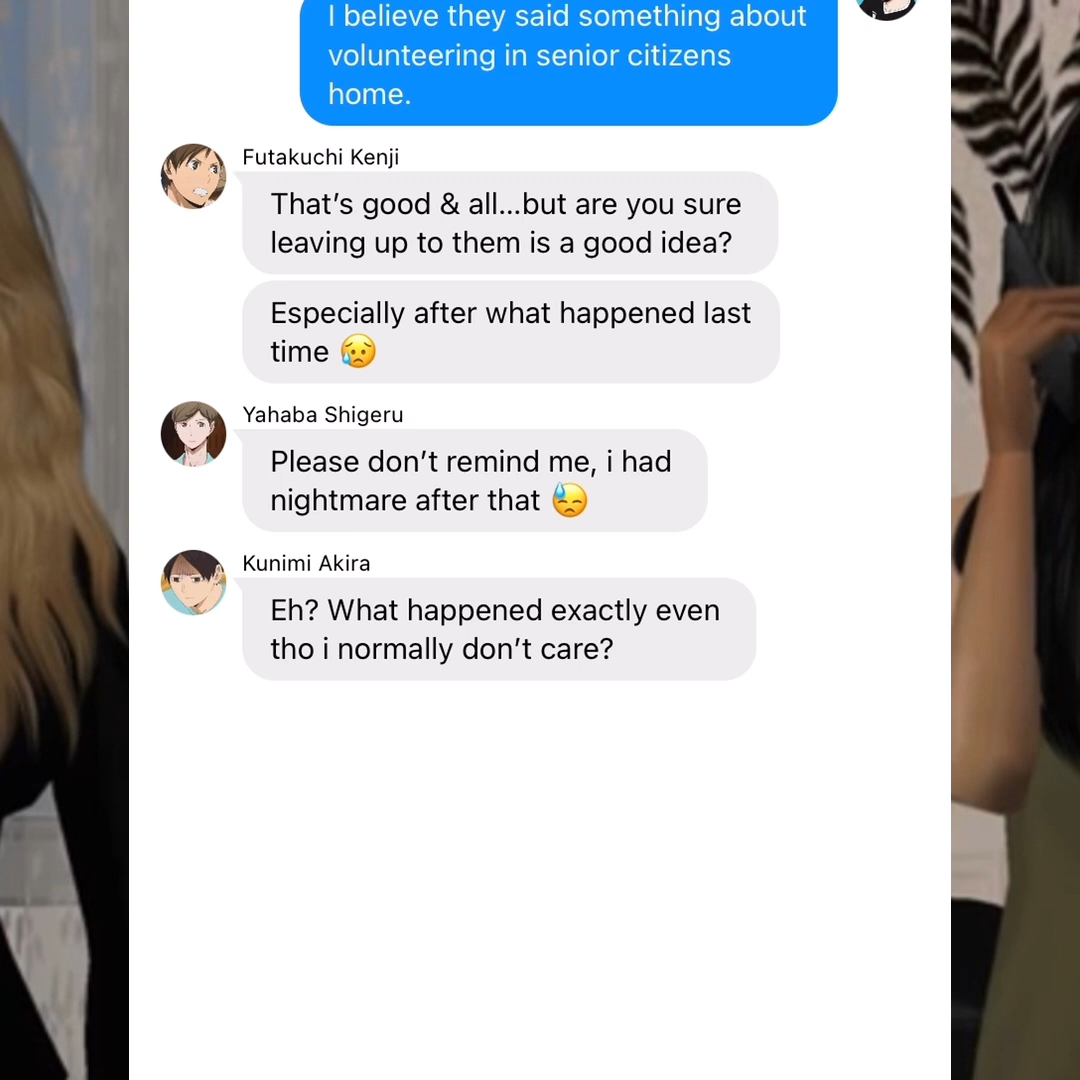 I believe they said something about
volunteering in senior citizens
home.
Futakuchi Kenji
That’s good & all...but are you sure
leaving up to them is a good idea?
Especially after what happened last
time 😥
Yahaba Shigeru
Please don’t remind me, i had
nightmare after that 😓
Kunimi Akira
Eh? What happened exactly even
tho i normally don’t care?